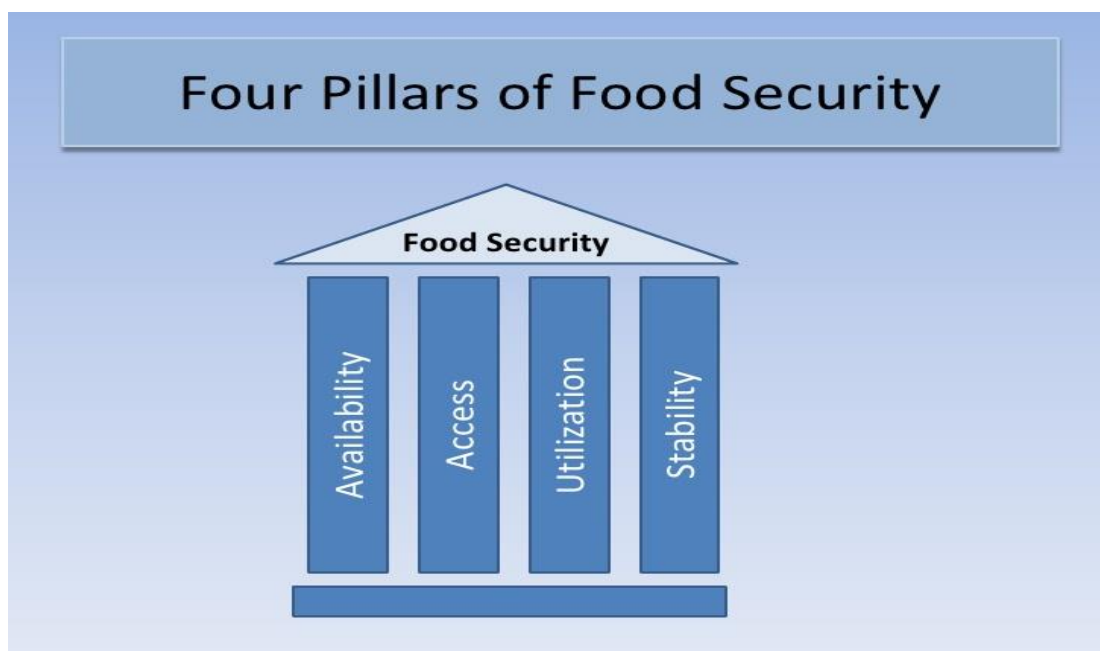 Four Pillars of Food Security
Food Security
Availability
Access
Utilization
Stability